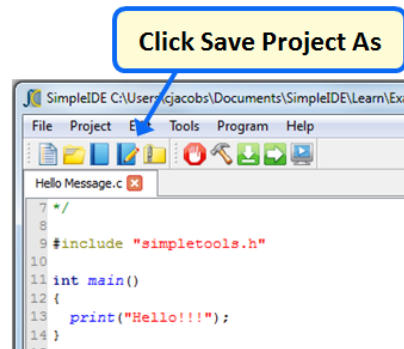 Click Save Project As
SimpleIDE C:\Users\cjacobs\Documents\SimpleIDE\Learn\Exa
File Project Tools Program Help
Hello Message.c
7 */
8
9 #include "simpletools.h"
10
11 int main()
12 {
13 print("Hello!!!");
14 }